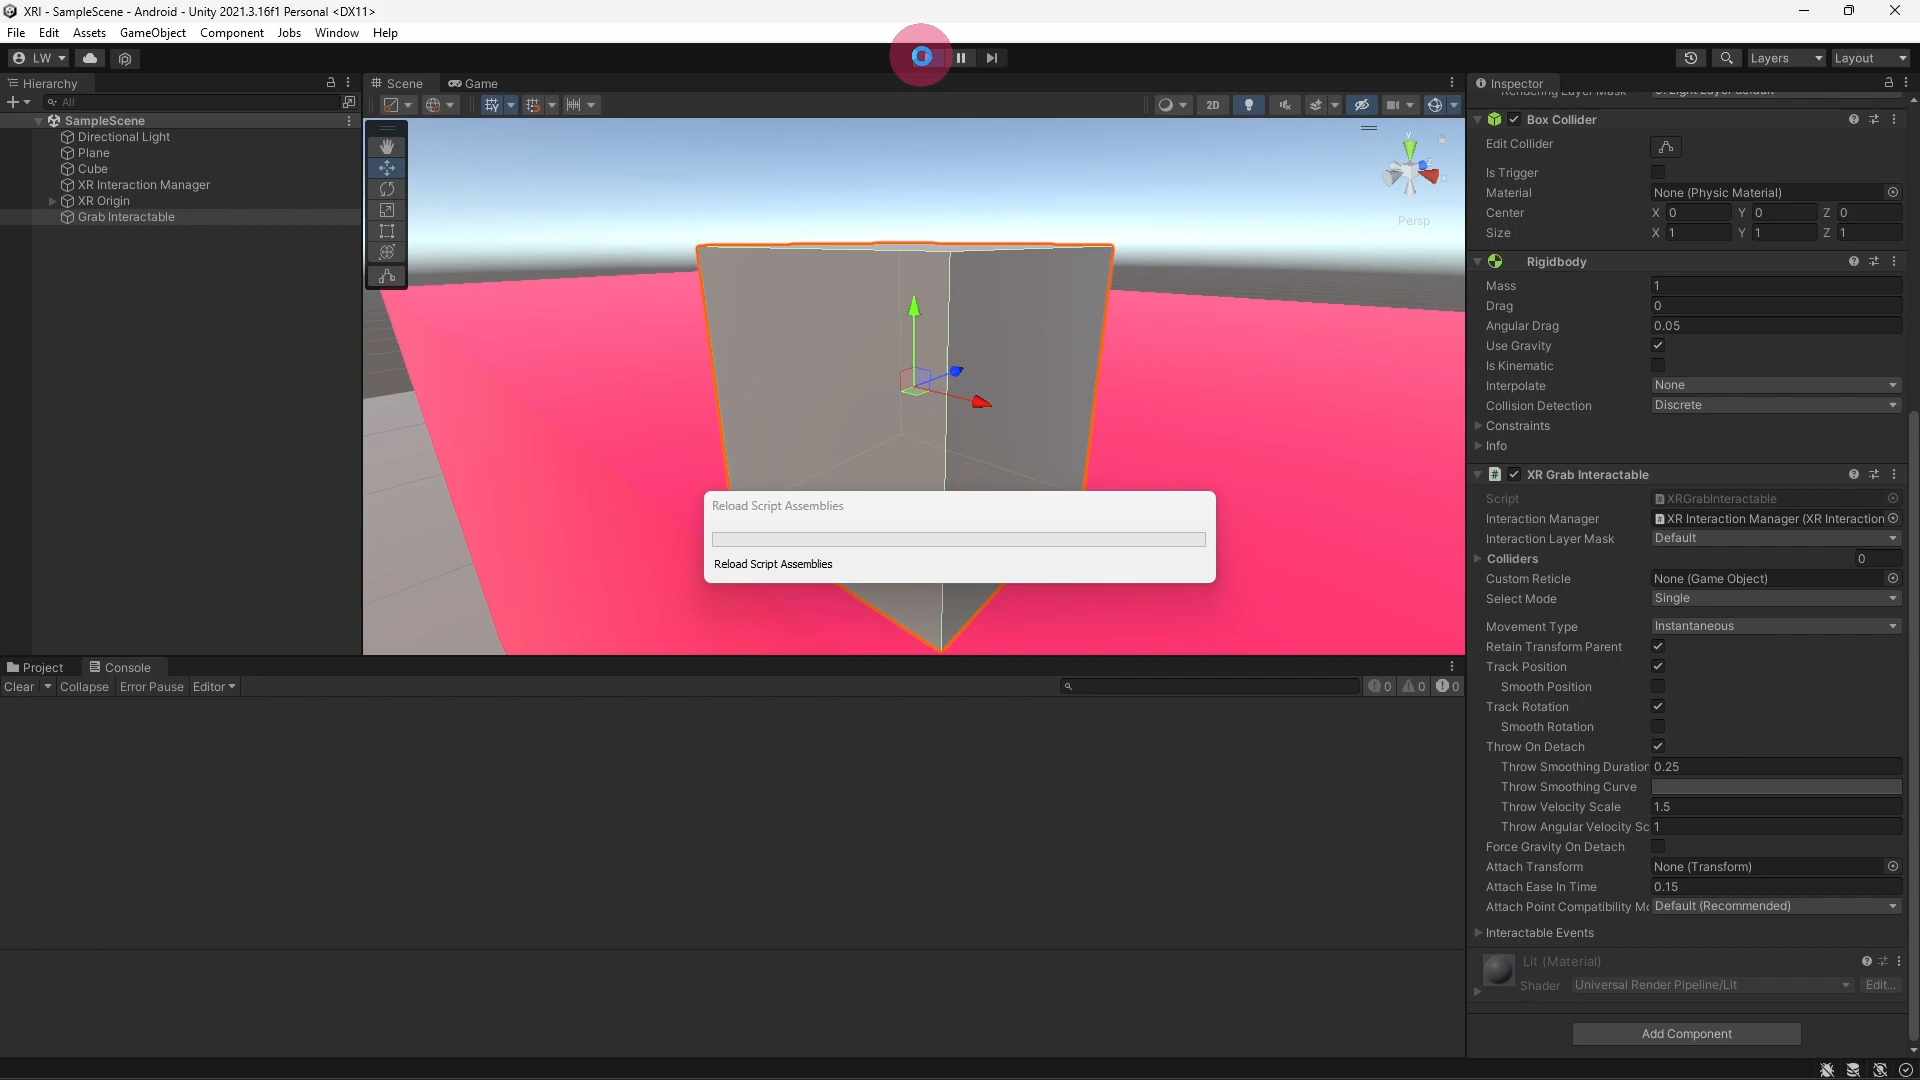 XRI - SampleScene - Android - Unity 2021.3.16f1 Personal <DX11>
File Edit Assets GameObject Component Jobs Window Help
LW
Layers Layout
Hierarchy
All
SampleScene
Directional Light
Plane
Cube
XR Interaction Manager
XR Origin
Grab Interactable
Scene Game
2D
y
Persp
Reload Script Assemblies
Reload Script Assemblies
Project Console
Clear Collapse Error Pause Editor
0 0 0
Inspector
Box Collider
Edit Collider
Is Trigger
Material None (Physic Material)
Center X 0 Y 0 Z 0
Size X 1 Y 1 Z 1
Rigidbody
Mass 1
Drag 0
Angular Drag 0.05
Use Gravity
Is Kinematic
Interpolate None
Collision Detection Discrete
Constraints
Info
# XR Grab Interactable
Script XRGrabInteractable
Interaction Manager XR Interaction Manager (XR Interaction
Interaction Layer Mask Default
Colliders 0
Custom Reticle None (Game Object)
Select Mode Single
Movement Type Instantaneous
Retain Transform Parent
Track Position
Smooth Position
Track Rotation
Smooth Rotation
Throw On Detach
Throw Smoothing Duration 0.25
Throw Smoothing Curve
Throw Velocity Scale 1.5
Throw Angular Velocity Sc 1
Force Gravity On Detach
Attach Transform None (Transform)
Attach Ease In Time 0.15
Attach Point Compatibility Mo Default (Recommended)
Interactable Events
Lit (Material)
Shader Universal Render Pipeline/Lit Edit...
Add Component